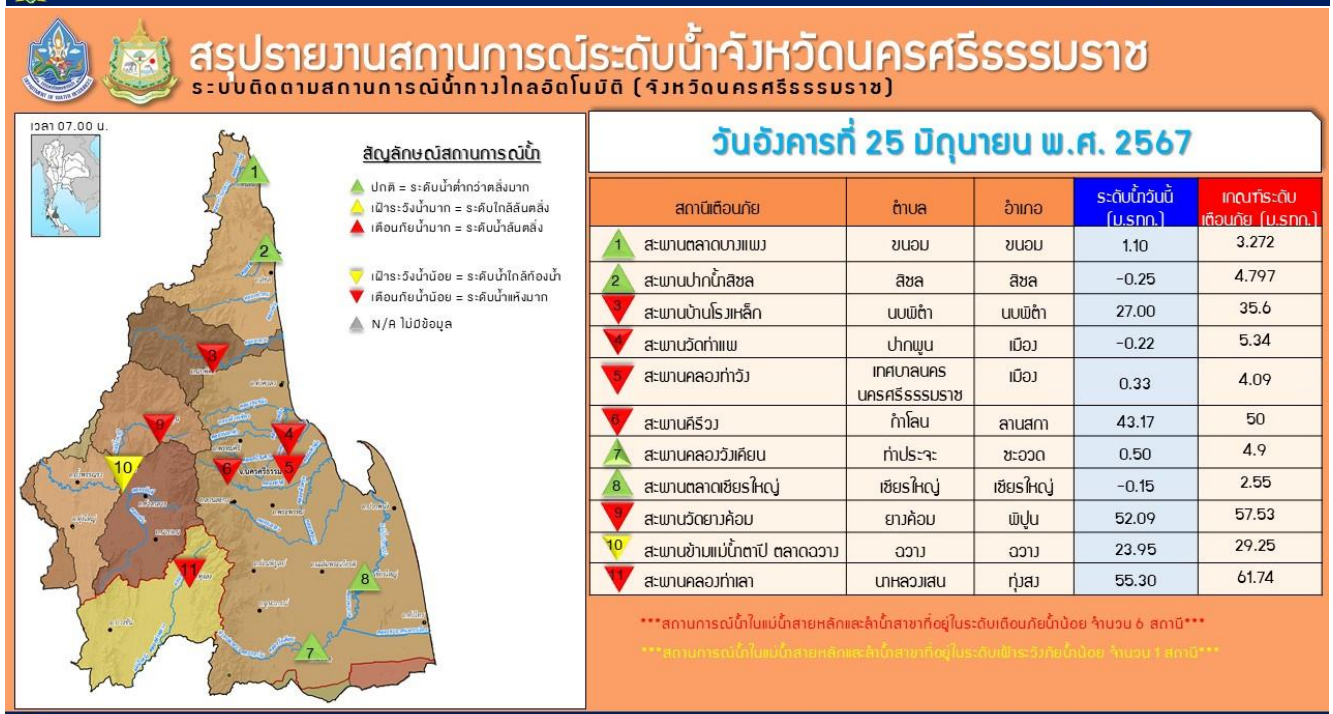 สรุปรายงานสถานการณ์ระดับน้ำจังหวัดนครศรีธรรมราช
ระบบติดตามสถานการณ์น้ำทางไกลอัตโนมัติ (จังหวัดนครศรีธรรมราช)
เวลา 07.00 น.
สัญลักษณ์สถานการณ์น้ำ
ปกติ = ระดับน้ำต่ำกว่าตลิ่งมาก
เฝ้าระวังน้ำมาก = ระดับใกล้ล้นตลิ่ง
เตือนภัยน้ำมาก = ระดับน้ำล้นตลิ่ง
เฝ้าระวังน้ำน้อย = ระดับน้ำใกล้ท้องน้ำ
เตือนภัยน้ำน้อย = ระดับน้ำแห้งมาก
N/A ไม่มีข้อมูล
1
2
3
9
4
10
6
จ.นครศรีธรรมราช
5
11
8
7
วันอังคารที่ 25 มิถุนายน พ.ศ. 2567
สถานีเตือนภัย ตำบล อำเภอ ระดับน้ำวันนี้ (ม.รทก.) เกณฑ์ระดับเตือนภัย (ม.รทก.)
1 สะพานตลาดบางแพง ขนอม ขนอม 1.10 3.272
2 สะพานปากน้ำสิชล สิชล สิชล -0.25 4.797
3 สะพานบ้านโรงเหล็ก นบพิตำ นบพิตำ 27.00 35.6
4 สะพานวัดท่าแพ ปากพูน เมือง -0.22 5.34
5 สะพานคลองท่าวัง เทศบาลนครนครศรีธรรมราช เมือง 0.33 4.09
6 สะพานคีรีวง กำโลน ลานสกา 43.17 50
7 สะพานคลองวังเคียน ท่าประจะ ชะอวด 0.50 4.9
8 สะพานตลาดเชียรใหญ่ เชียรใหญ่ เชียรใหญ่ -0.15 2.55
9 สะพานวัดยางค้อม ยางค้อม พิปูน 52.09 57.53
10 สะพานข้ามแม่น้ำตาปี ตลาดฉวาง ฉวาง ฉวาง 23.95 29.25
11 สะพานคลองท่าเลา นาหลวงเสน ทุ่งสง 55.30 61.74
***สถานการณ์น้ำในแม่น้ำสายหลักและลำน้ำสาขาที่อยู่ในระดับเตือนภัยน้ำน้อย จำนวน 6 สถานี***
***สถานการณ์น้ำในแม่น้ำสายหลักและลำน้ำสาขาที่อยู่ในระดับเฝ้าระวังภัยน้ำน้อย จำนวน 1 สถานี***